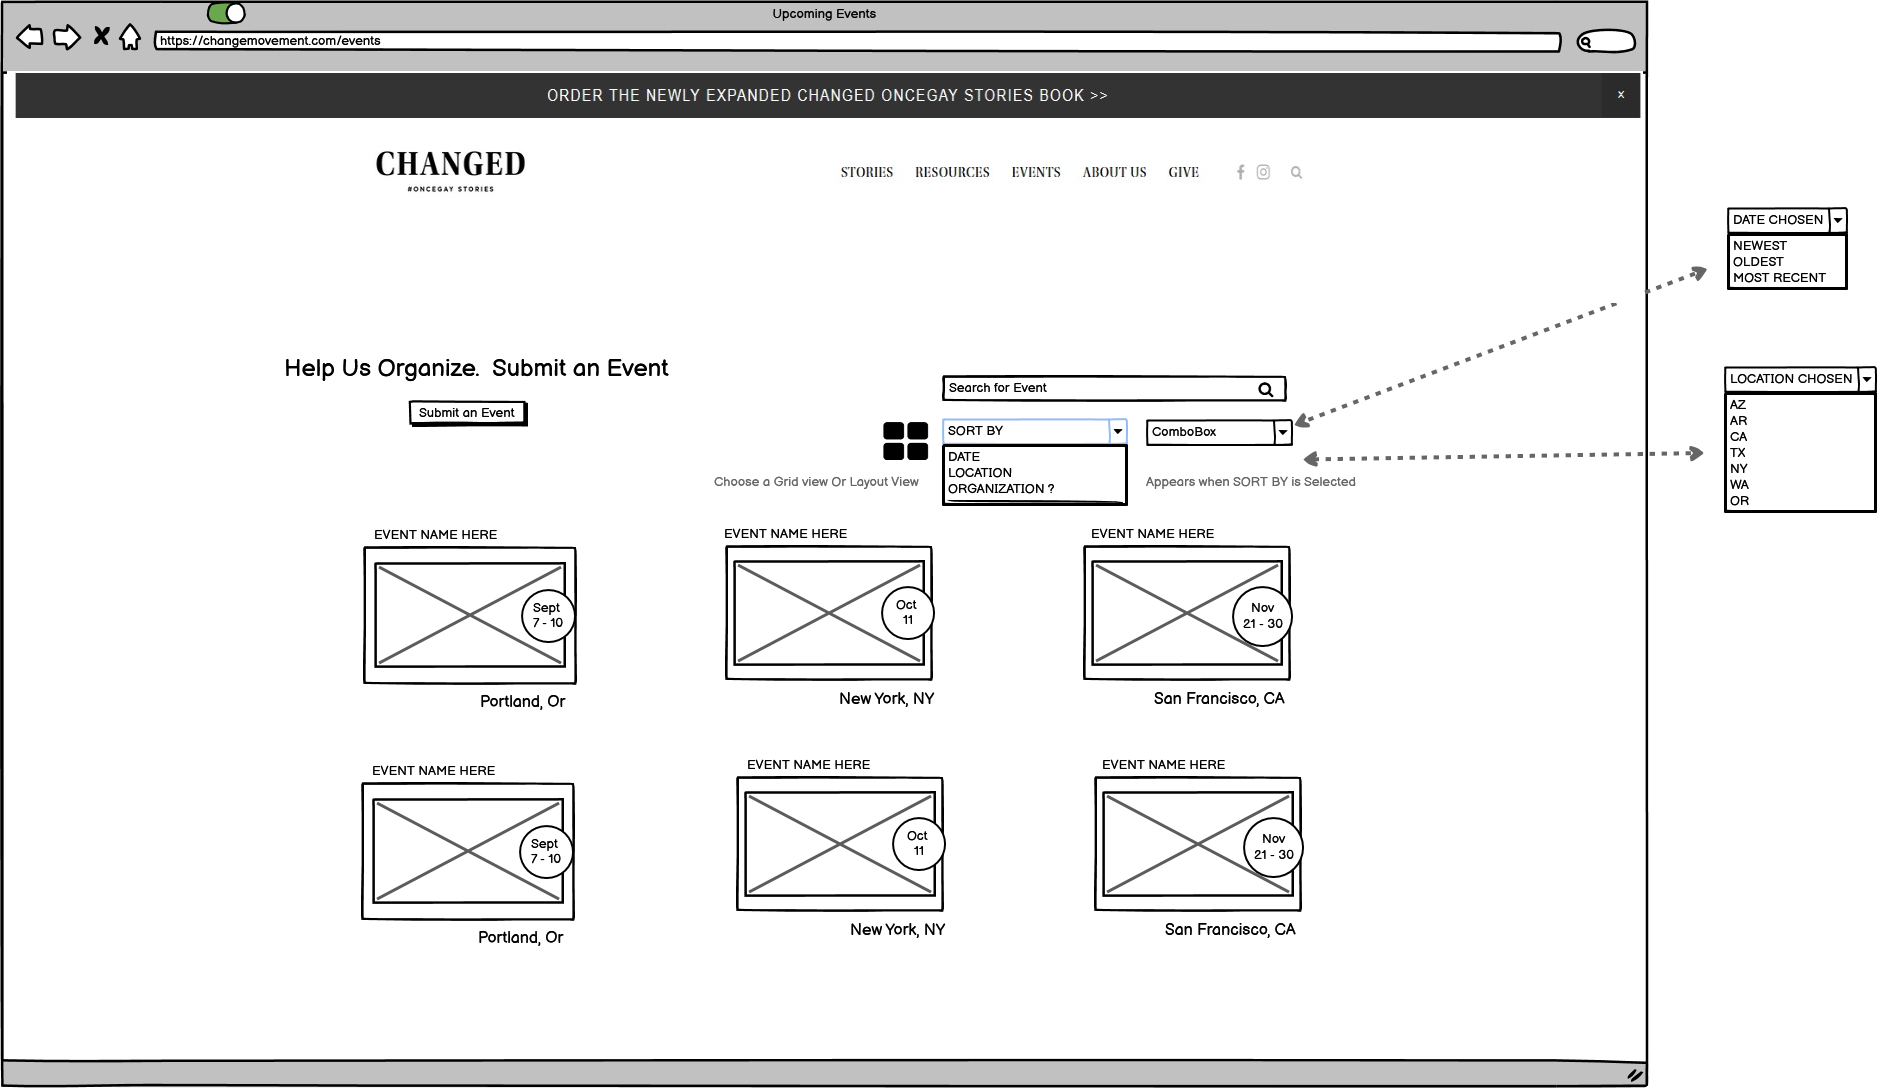 Upcoming Events
https://changemovement.com/events
ORDER THE NEWLY EXPANDED CHANGED ONCEGAY STORIES BOOK >>
x
CHANGED
#ONCEGAY STORIES
STORIES RESOURCES EVENTS ABOUT US GIVE
DATE CHOSEN
NEWEST
OLDEST
MOST RECENT
Help Us Organize. Submit an Event
Submit an Event
Search for Event
SORT BY
DATE
LOCATION
ORGANIZATION ?
ComboBox
Choose a Grid view Or Layout View
Appears when SORT BY is Selected
LOCATION CHOSEN
AZ
AR
CA
TX
NY
WA
OR
EVENT NAME HERE
Sept
7 - 10
Portland, Or
EVENT NAME HERE
Oct
11
New York, NY
EVENT NAME HERE
Nov
21 - 30
San Francisco, CA
EVENT NAME HERE
Sept
7 - 10
Portland, Or
EVENT NAME HERE
Oct
11
New York, NY
EVENT NAME HERE
Nov
21 - 30
San Francisco, CA